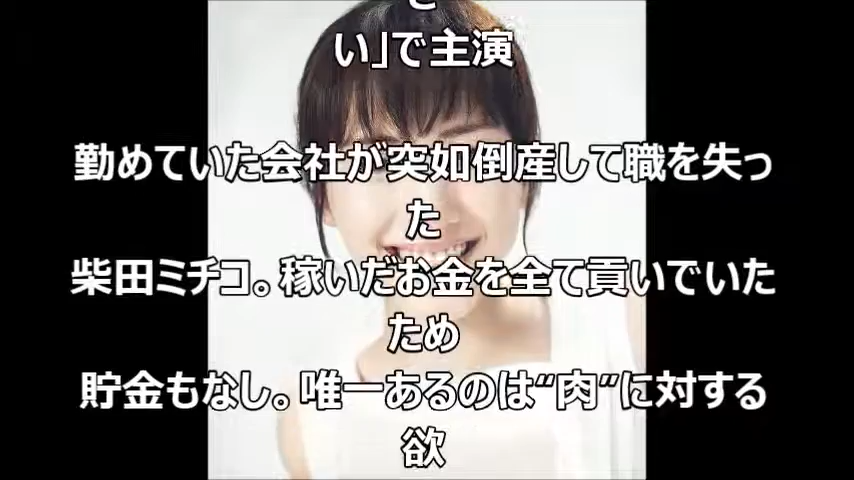 い」で主演
勤めていた会社が突如倒産して職を失っ
た
柴田ミチコ。稼いだお金を全て貢いでいた
ため
貯金もなし。唯一あるのは“肉”に対する
欲